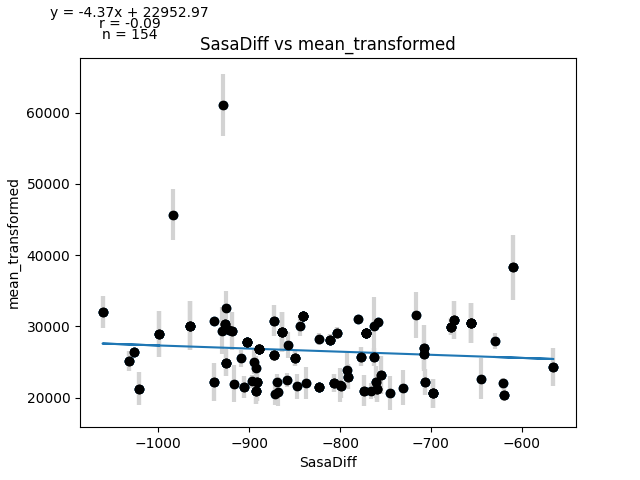 y = -4.37x + 22952.97
r = -0.09
n = 154
SasaDiff vs mean_transformed
mean_transformed
60000
50000
40000
30000
20000
−1000
−900
−800
−700
−600
SasaDiff